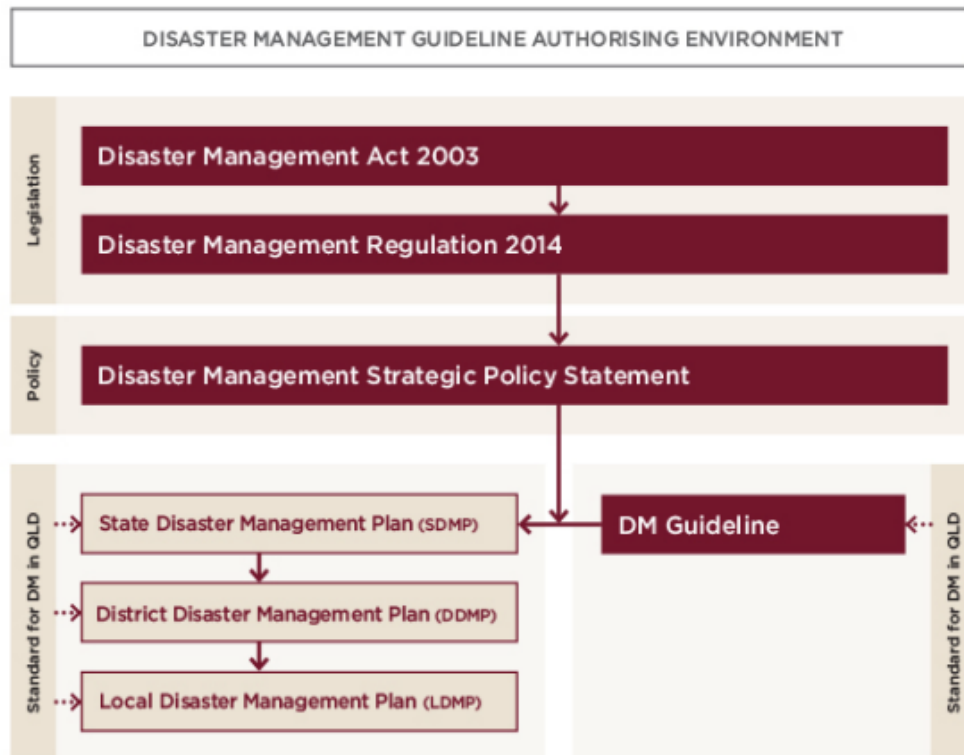 DISASTER MANAGEMENT GUIDELINE AUTHORISING ENVIRONMENT
Legislation
Disaster Management Act 2003
Disaster Management Regulation 2014
Policy
Disaster Management Strategic Policy Statement
Standard for DM in QLD
State Disaster Management Plan (SDMP)
DM Guideline
Standard for DM in QLD
District Disaster Management Plan (DDMP)
Local Disaster Management Plan (LDMP)